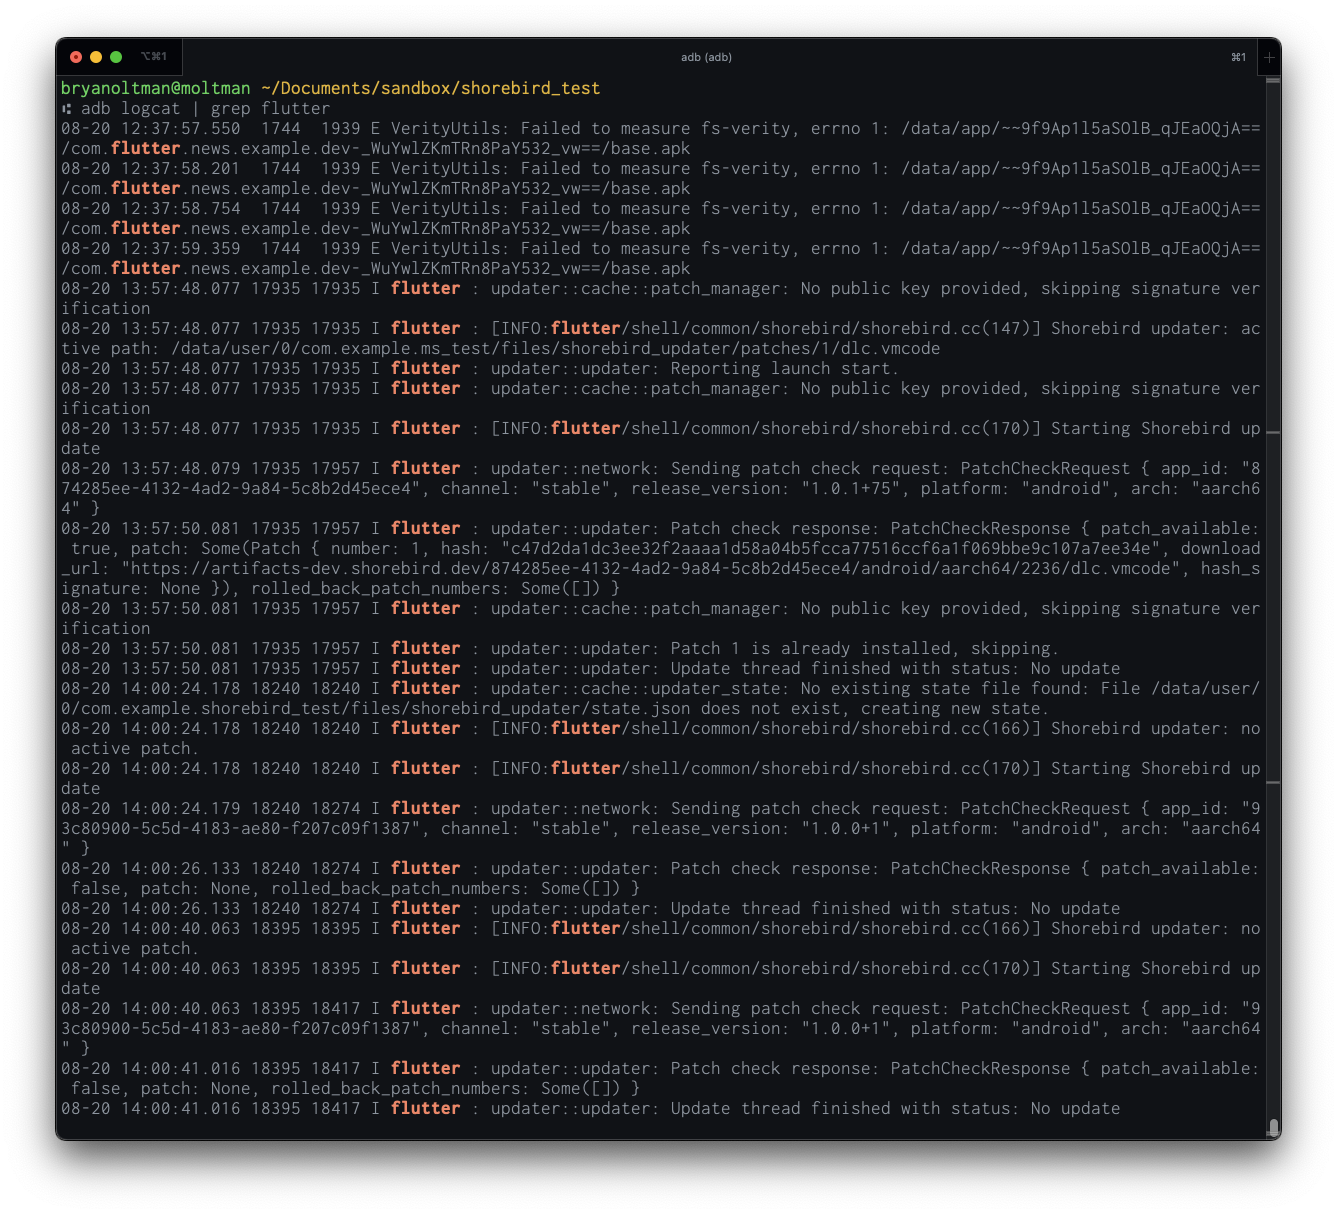 ⌥⌘1
adb (adb)
⌘1
bryanoltman@moltman ~/Documents/sandbox/shorebird_test
adb logcat | grep flutter
08-20 12:37:57.550  1744  1939 E VerityUtils: Failed to measure fs-verity, errno 1: /data/app/~~9f9Ap1l5aSOlB_qJEaOQjA==
/com.flutter.news.example.dev-_WuYwlZKmTRn8PaY532_vw==/base.apk
08-20 12:37:58.201  1744  1939 E VerityUtils: Failed to measure fs-verity, errno 1: /data/app/~~9f9Ap1l5aSOlB_qJEaOQjA==
/com.flutter.news.example.dev-_WuYwlZKmTRn8PaY532_vw==/base.apk
08-20 12:37:58.754  1744  1939 E VerityUtils: Failed to measure fs-verity, errno 1: /data/app/~~9f9Ap1l5aSOlB_qJEaOQjA==
/com.flutter.news.example.dev-_WuYwlZKmTRn8PaY532_vw==/base.apk
08-20 12:37:59.359  1744  1939 E VerityUtils: Failed to measure fs-verity, errno 1: /data/app/~~9f9Ap1l5aSOlB_qJEaOQjA==
/com.flutter.news.example.dev-_WuYwlZKmTRn8PaY532_vw==/base.apk
08-20 13:57:48.077 17935 17935 I flutter : updater::cache::patch_manager: No public key provided, skipping signature ver
ification
08-20 13:57:48.077 17935 17935 I flutter : [INFO:flutter/shell/common/shorebird/shorebird.cc(147)] Shorebird updater: ac
tive path: /data/user/0/com.example.ms_test/files/shorebird_updater/patches/1/dlc.vmcode
08-20 13:57:48.077 17935 17935 I flutter : updater::updater: Reporting launch start.
08-20 13:57:48.077 17935 17935 I flutter : updater::cache::patch_manager: No public key provided, skipping signature ver
ification
08-20 13:57:48.077 17935 17935 I flutter : [INFO:flutter/shell/common/shorebird/shorebird.cc(170)] Starting Shorebird up
date
08-20 13:57:48.079 17935 17957 I flutter : updater::network: Sending patch check request: PatchCheckRequest { app_id: "8
74285ee-4132-4ad2-9a84-5c8b2d45ece4", channel: "stable", release_version: "1.0.1+75", platform: "android", arch: "aarch6
4" }
08-20 13:57:50.081 17935 17957 I flutter : updater::updater: Patch check response: PatchCheckResponse { patch_available:
 true, patch: Some(Patch { number: 1, hash: "c47d2da1dc3ee32f2aaaa1d58a04b5fcca77516ccf6a1f069bbe9c107a7ee34e", download
_url: "https://artifacts-dev.shorebird.dev/874285ee-4132-4ad2-9a84-5c8b2d45ece4/android/aarch64/2236/dlc.vmcode", hash_s
ignature: None }), rolled_back_patch_numbers: Some([]) }
08-20 13:57:50.081 17935 17957 I flutter : updater::cache::patch_manager: No public key provided, skipping signature ver
ification
08-20 13:57:50.081 17935 17957 I flutter : updater::updater: Patch 1 is already installed, skipping.
08-20 13:57:50.081 17935 17957 I flutter : updater::updater: Update thread finished with status: No update
08-20 14:00:24.178 18240 18240 I flutter : updater::cache::updater_state: No existing state file found: File /data/user/
0/com.example.shorebird_test/files/shorebird_updater/state.json does not exist, creating new state.
08-20 14:00:24.178 18240 18240 I flutter : [INFO:flutter/shell/common/shorebird/shorebird.cc(166)] Shorebird updater: no
 active patch.
08-20 14:00:24.178 18240 18240 I flutter : [INFO:flutter/shell/common/shorebird/shorebird.cc(170)] Starting Shorebird up
date
08-20 14:00:24.179 18240 18274 I flutter : updater::network: Sending patch check request: PatchCheckRequest { app_id: "9
3c80900-5c5d-4183-ae80-f207c09f1387", channel: "stable", release_version: "1.0.0+1", platform: "android", arch: "aarch64
" }
08-20 14:00:26.133 18240 18274 I flutter : updater::updater: Patch check response: PatchCheckResponse { patch_available:
 false, patch: None, rolled_back_patch_numbers: Some([]) }
08-20 14:00:26.133 18240 18274 I flutter : updater::updater: Update thread finished with status: No update
08-20 14:00:40.063 18395 18395 I flutter : [INFO:flutter/shell/common/shorebird/shorebird.cc(166)] Shorebird updater: no
 active patch.
08-20 14:00:40.063 18395 18395 I flutter : [INFO:flutter/shell/common/shorebird/shorebird.cc(170)] Starting Shorebird up
date
08-20 14:00:40.063 18395 18417 I flutter : updater::network: Sending patch check request: PatchCheckRequest { app_id: "9
3c80900-5c5d-4183-ae80-f207c09f1387", channel: "stable", release_version: "1.0.0+1", platform: "android", arch: "aarch64
" }
08-20 14:00:41.016 18395 18417 I flutter : updater::updater: Patch check response: PatchCheckResponse { patch_available:
 false, patch: None, rolled_back_patch_numbers: Some([]) }
08-20 14:00:41.016 18395 18417 I flutter : updater::updater: Update thread finished with status: No update